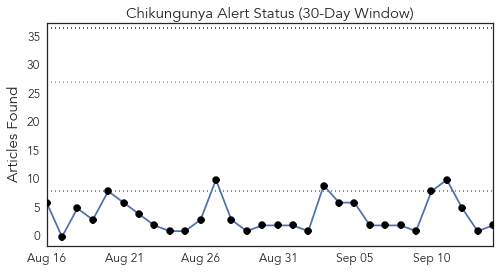 Chikungunya Alert Status (30-Day Window)
Articles Found
35
30
25
20
15
10
5
0
Aug 16 Aug 21 Aug 26 Aug 31 Sep 05 Sep 10